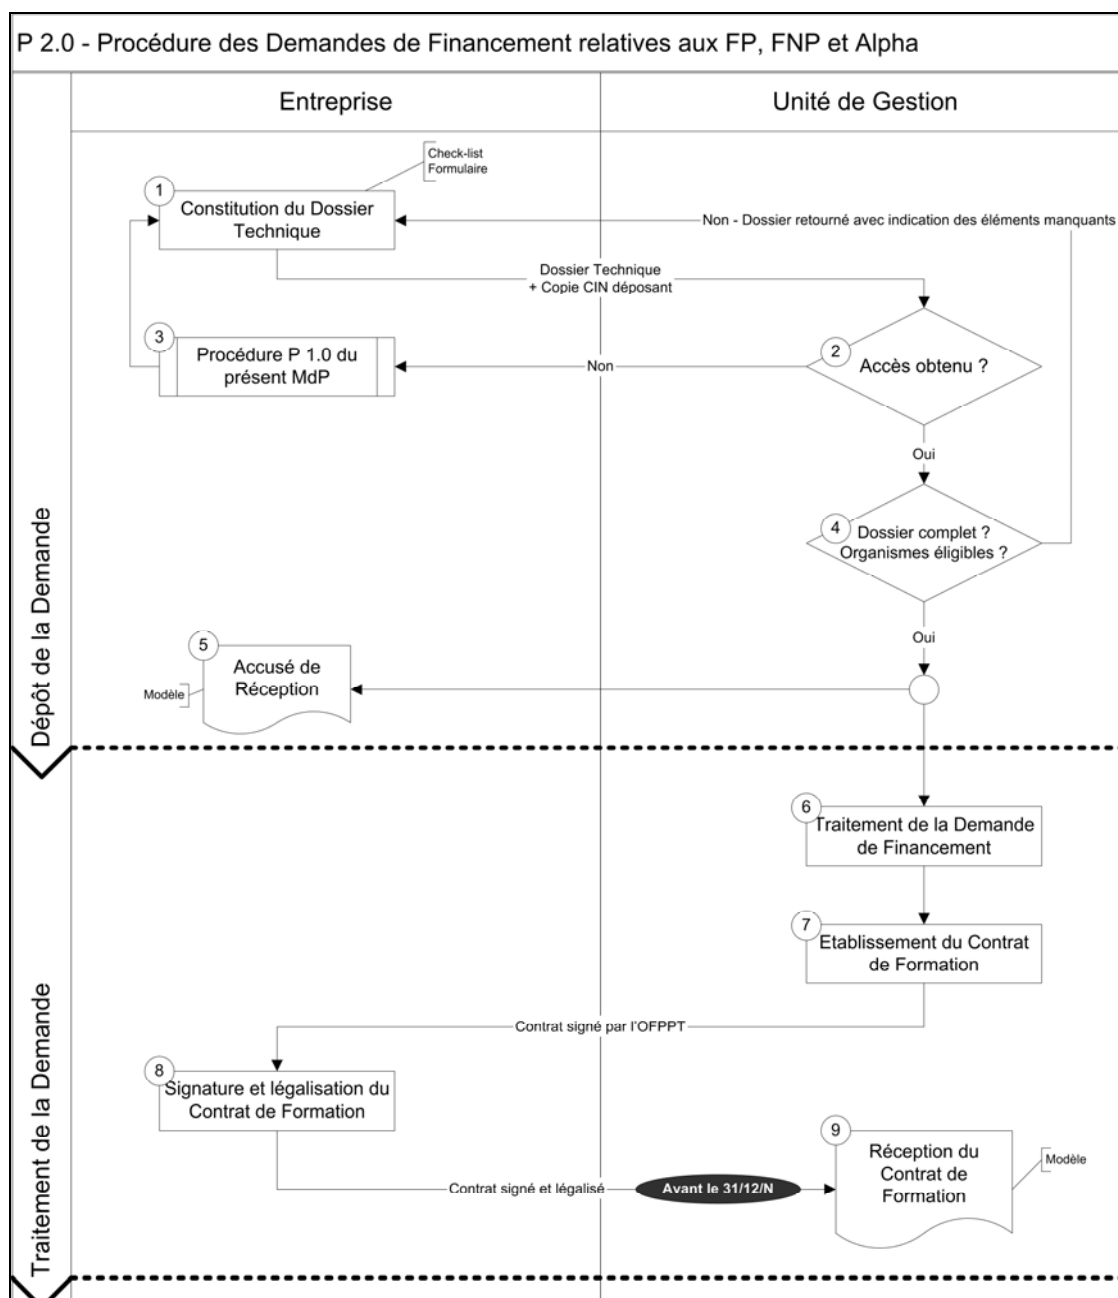 P 2.0 - Procédure des Demandes de Financement relatives aux FP, FNP et Alpha
Entreprise
Unité de Gestion
Check-list
Formulaire
1
Constitution du Dossier
Technique
Non - Dossier retourné avec indication des éléments manquants
Dossier Technique
+ Copie CIN déposant
3
Procédure P 1.0 du
présent MdP
Non
2
Accès obtenu ?
Oui
4
Dossier complet ?
Organismes éligibles ?
Oui
5
Accusé de
Réception
Modèle
Dépôt de la Demande
6
Traitement de la Demande
de Financement
7
Etablissement du Contrat
de Formation
Contrat signé par l'OFPPT
8
Signature et légalisation du
Contrat de Formation
Contrat signé et légalisé
Avant le 31/12/N
9
Réception du
Contrat de
Formation
Modèle
Traitement de la Demande